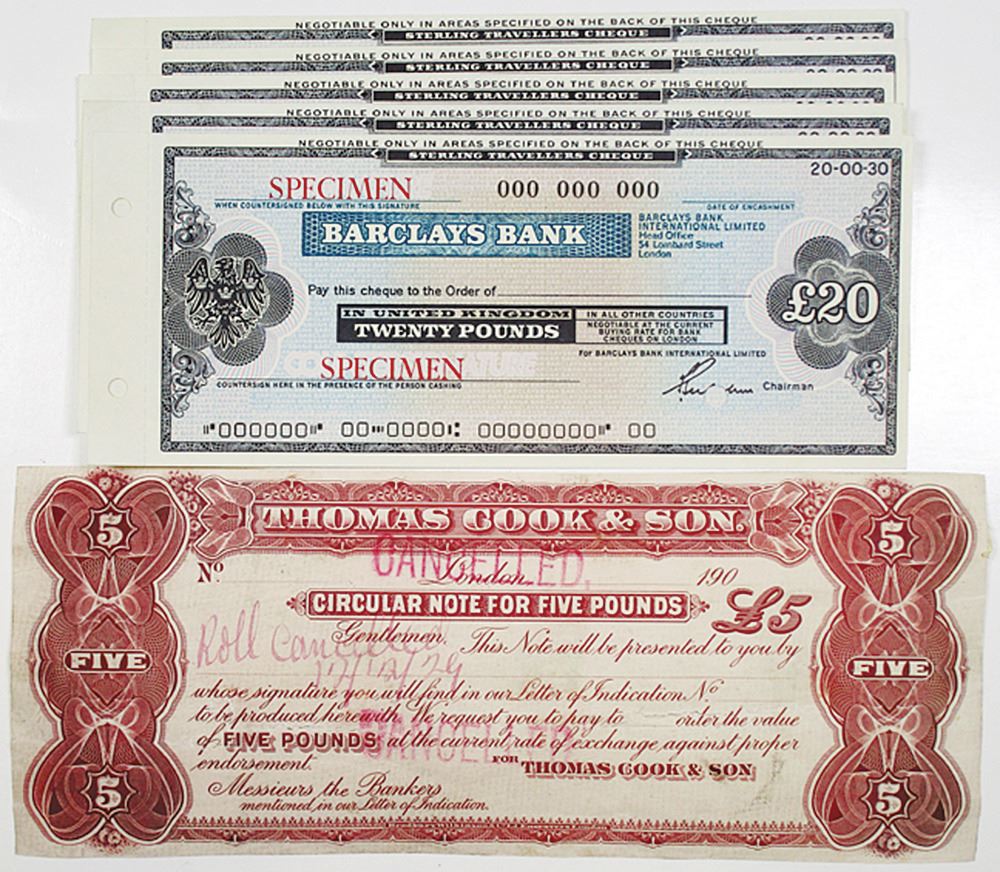 NEGOTIABLE ONLY IN AREAS SPECIFIED ON THE BACK OF THIS CHEQUE
STERLING TRAVELLERS CHEQUE
NEGOTIABLE ONLY IN AREAS SPECIFIED ON THE BACK OF THIS CHEQUE
STERLING TRAVELLERS CHEQUE
NEGOTIABLE ONLY IN AREAS SPECIFIED ON THE BACK OF THIS CHEQUE
STERLING TRAVELLERS CHEQUE
NEGOTIABLE ONLY IN AREAS SPECIFIED ON THE BACK OF THIS CHEQUE
STERLING TRAVELLERS CHEQUE
NEGOTIABLE ONLY IN AREAS SPECIFIED ON THE BACK OF THIS CHEQUE
STERLING TRAVELLERS CHEQUE
20-00-30
SPECIMEN 000 000 000
WHEN COUNTERSIGNED BELOW WITH THIS SIGNATURE DATE OF ENCASHMENT
BARCLAYS BANK
BARCLAYS BANK
INTERNATIONAL LIMITED
Head Office
54 Lombard Street
London
Pay this cheque to the Order of
£20
IN UNITED KINGDOM
TWENTY POUNDS
IN ALL OTHER COUNTRIES
NEGOTIABLE AT THE CURRENT
BUYING RATE FOR BANK
CHEQUES ON LONDON
FOR BARCLAYS BANK INTERNATIONAL LIMITED
SPECIMEN
COUNTERSIGN HERE IN THE PRESENCE OF THE PERSON CASHING
Chairman
⑈000000⑈ 00⑉0000⑆ 00000000⑈ 00
THOMAS COOK & SON.
5 5
CANCELLED.
No London 190
CIRCULAR NOTE FOR FIVE POUNDS £5
Roll Cancelled
12/12/24
Gentlemen, This Note will be presented to you by
FIVE FIVE
whose signature you will find in our Letter of Indication No
to be produced herewith. We request you to pay to order the value
of FIVE POUNDS at the current rate of exchange, against proper
CANCELLED.
endorsement. FOR THOMAS COOK & SON
Messieurs the Bankers
mentioned in our Letter of Indication.
5 5